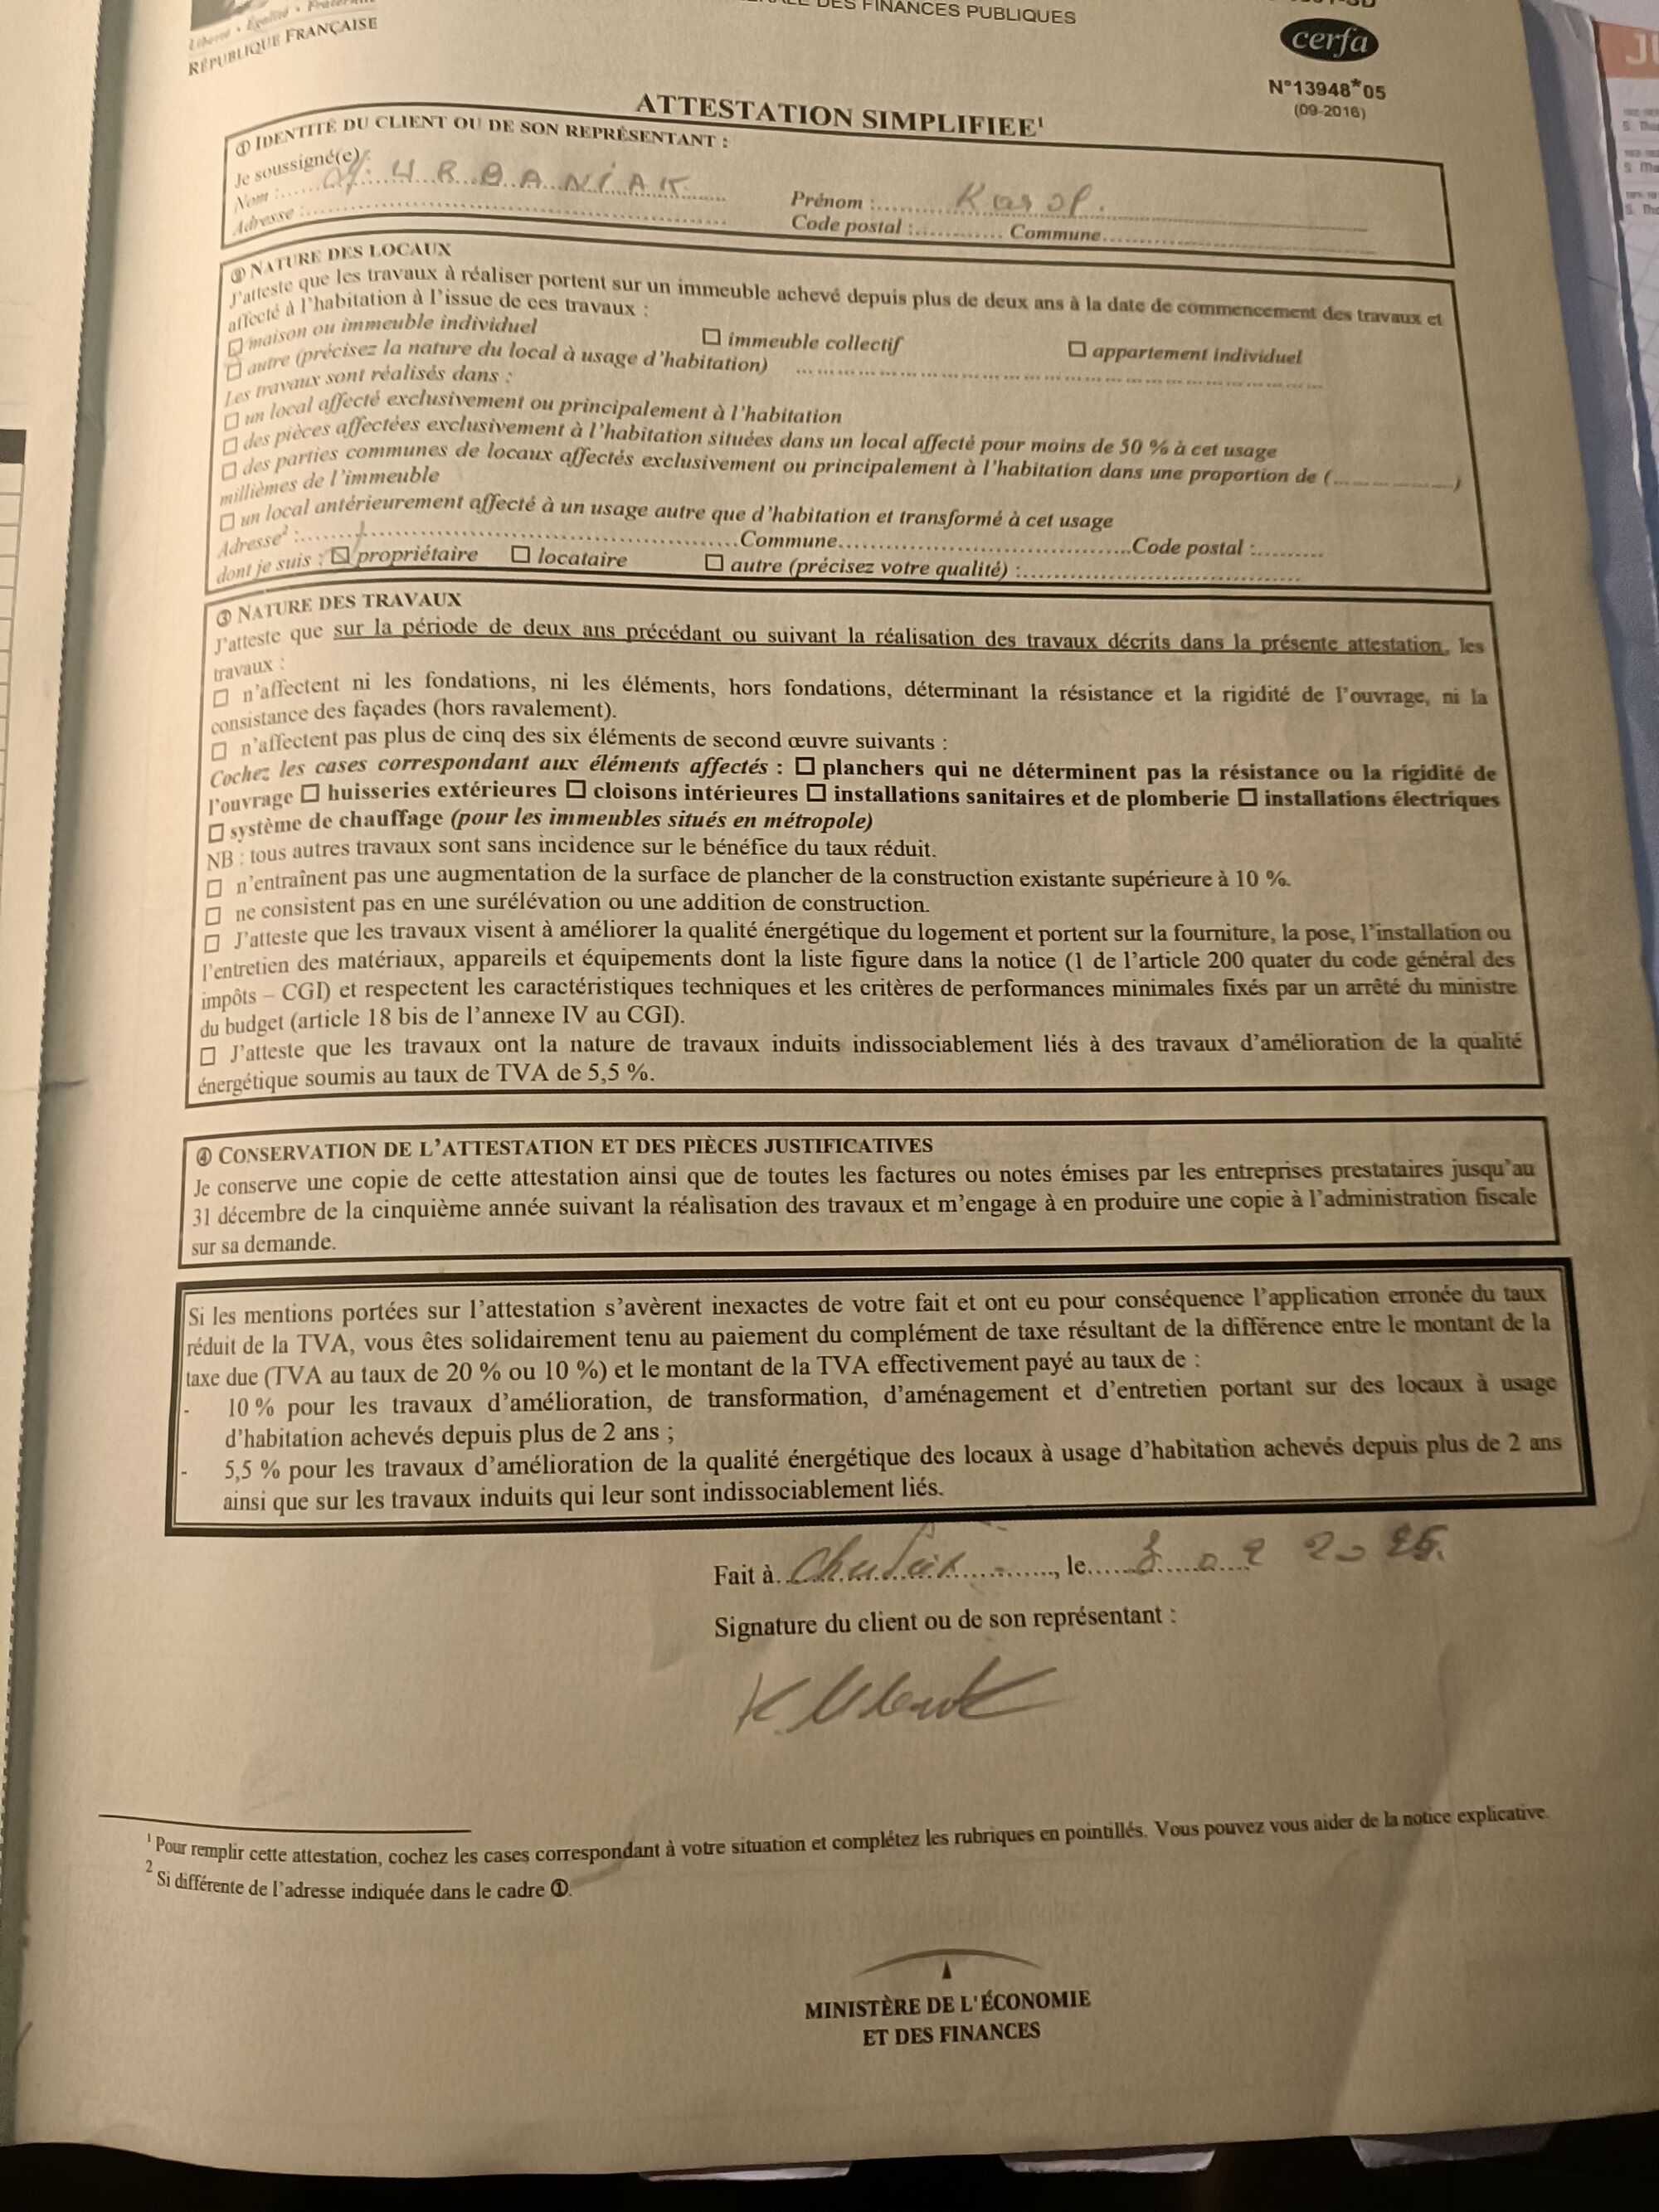 DES FINANCES PUBLIQUES
Liberté • Égalité • Fraternité
RÉPUBLIQUE FRANÇAISE
cerfa
N°13948*05
(09-2016)
ATTESTATION SIMPLIFIEE¹
① IDENTITÉ DU CLIENT OU DE SON REPRÉSENTANT :
Je soussigné(e) :
Nom : URBANIAK Prénom : Karol.
Adresse : Code postal : Commune
② NATURE DES LOCAUX
J'atteste que les travaux à réaliser portent sur un immeuble achevé depuis plus de deux ans à la date de commencement des travaux et
affecté à l'habitation à l'issue de ces travaux :
☐ maison ou immeuble individuel ☐ immeuble collectif ☐ appartement individuel
☐ autre (précisez la nature du local à usage d'habitation)
Les travaux sont réalisés dans :
☐ un local affecté exclusivement ou principalement à l'habitation
☐ des pièces affectées exclusivement à l'habitation situées dans un local affecté pour moins de 50 % à cet usage
☐ des parties communes de locaux affectés exclusivement ou principalement à l'habitation dans une proportion de (……………)
millièmes de l'immeuble
☐ un local antérieurement affecté à un usage autre que d'habitation et transformé à cet usage
Adresse² : Commune Code postal :
dont je suis : ☒ propriétaire ☐ locataire ☐ autre (précisez votre qualité) :
③ NATURE DES TRAVAUX
J'atteste que sur la période de deux ans précédant ou suivant la réalisation des travaux décrits dans la présente attestation, les
travaux :
☐ n'affectent ni les fondations, ni les éléments, hors fondations, déterminant la résistance et la rigidité de l'ouvrage, ni la
consistance des façades (hors ravalement).
☐ n'affectent pas plus de cinq des six éléments de second œuvre suivants :
Cochez les cases correspondant aux éléments affectés : ☐ planchers qui ne déterminent pas la résistance ou la rigidité de
l'ouvrage ☐ huisseries extérieures ☐ cloisons intérieures ☐ installations sanitaires et de plomberie ☐ installations électriques
☐ système de chauffage (pour les immeubles situés en métropole)
NB : tous autres travaux sont sans incidence sur le bénéfice du taux réduit.
☐ n'entraînent pas une augmentation de la surface de plancher de la construction existante supérieure à 10 %.
☐ ne consistent pas en une surélévation ou une addition de construction.
☐ J'atteste que les travaux visent à améliorer la qualité énergétique du logement et portent sur la fourniture, la pose, l'installation ou
l'entretien des matériaux, appareils et équipements dont la liste figure dans la notice (1 de l'article 200 quater du code général des
impôts – CGI) et respectent les caractéristiques techniques et les critères de performances minimales fixés par un arrêté du ministre
du budget (article 18 bis de l'annexe IV au CGI).
☐ J'atteste que les travaux ont la nature de travaux induits indissociablement liés à des travaux d'amélioration de la qualité
énergétique soumis au taux de TVA de 5,5 %.
④ CONSERVATION DE L'ATTESTATION ET DES PIÈCES JUSTIFICATIVES
Je conserve une copie de cette attestation ainsi que de toutes les factures ou notes émises par les entreprises prestataires jusqu'au
31 décembre de la cinquième année suivant la réalisation des travaux et m'engage à en produire une copie à l'administration fiscale
sur sa demande.
Si les mentions portées sur l'attestation s'avèrent inexactes de votre fait et ont eu pour conséquence l'application erronée du taux
réduit de la TVA, vous êtes solidairement tenu au paiement du complément de taxe résultant de la différence entre le montant de la
taxe due (TVA au taux de 20 % ou 10 %) et le montant de la TVA effectivement payé au taux de :
- 10 % pour les travaux d'amélioration, de transformation, d'aménagement et d'entretien portant sur des locaux à usage
d'habitation achevés depuis plus de 2 ans ;
- 5,5 % pour les travaux d'amélioration de la qualité énergétique des locaux à usage d'habitation achevés depuis plus de 2 ans
ainsi que sur les travaux induits qui leur sont indissociablement liés.
Fait à, le
Signature du client ou de son représentant :
¹ Pour remplir cette attestation, cochez les cases correspondant à votre situation et complétez les rubriques en pointillés. Vous pouvez vous aider de la notice explicative.
² Si différente de l'adresse indiquée dans le cadre ①.
MINISTÈRE DE L'ÉCONOMIE
ET DES FINANCES